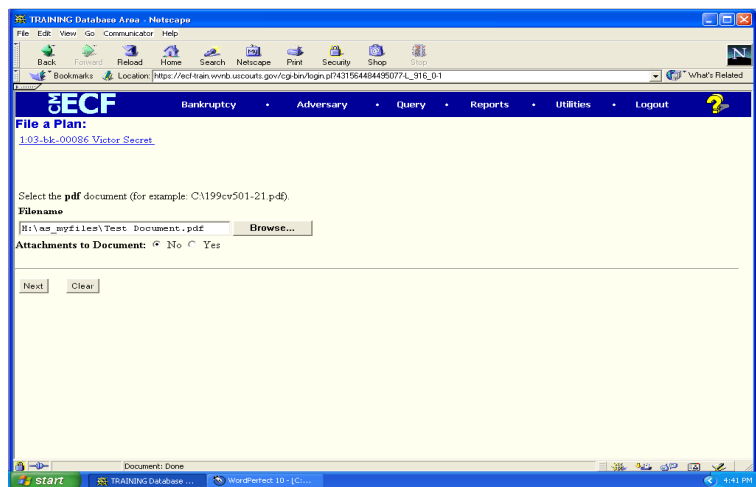 TRAINING Database Area - Netscape
File Edit View Go Communicator Help
Back Forward Reload Home Search Netscape Print Security Shop Stop
Bookmarks Location: https://ecf-train.wvnb.uscourts.gov/cgi-bin/login.pl?431564484495077-L_916_0-1 What's Related
CM ECF Bankruptcy • Adversary • Query • Reports • Utilities • Logout ?
File a Plan:
1:03-bk-00086 Victor Secret
Select the pdf document (for example: C:\199cv501-21.pdf).
Filename
H:\as_myfiles\Test Document.pdf Browse...
Attachments to Document: No Yes
Next Clear
Document: Done
start TRAINING Database ... WordPerfect 10 - [C:... 4:41 PM